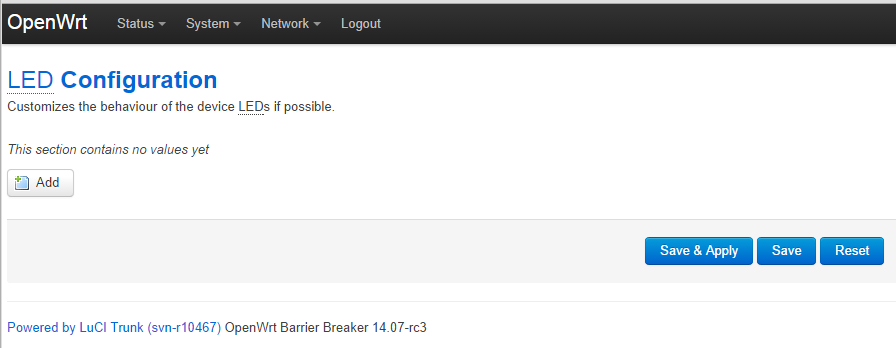 OpenWrt Status System Network Logout
LED Configuration
Customizes the behaviour of the device LEDs if possible.
This section contains no values yet
Add
Save & Apply Save Reset
Powered by LuCI Trunk (svn-r10467) OpenWrt Barrier Breaker 14.07-rc3